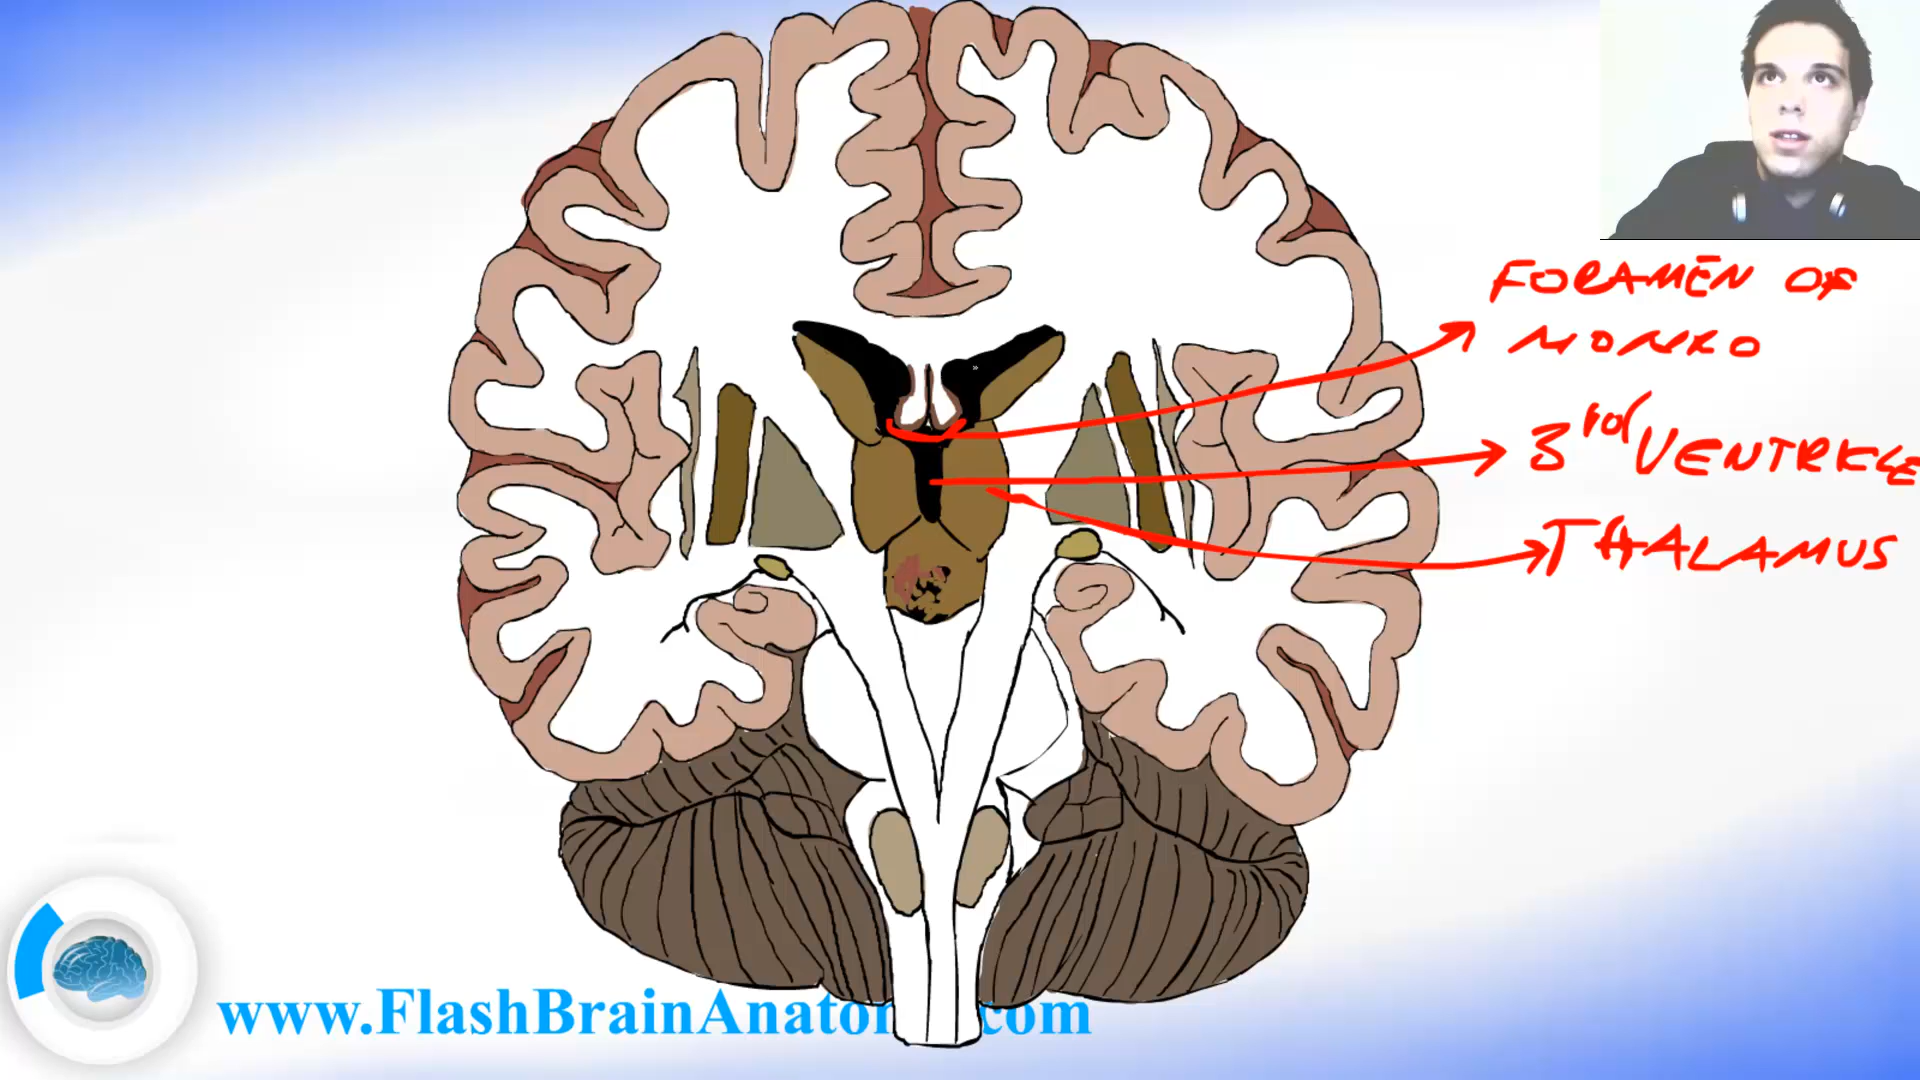 FORAMEN OF
MONRO
3rd VENTRICLE
THALAMUS
www.FlashBrainAnato .com